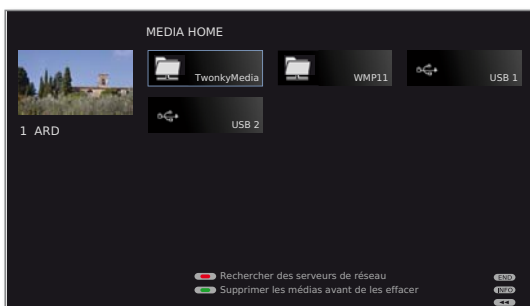 MEDIA HOME
TwonkyMedia
WMP11
USB 1
USB 2
1 ARD
Rechercher des serveurs de réseau
END
Supprimer les médias avant de les effacer
INFO